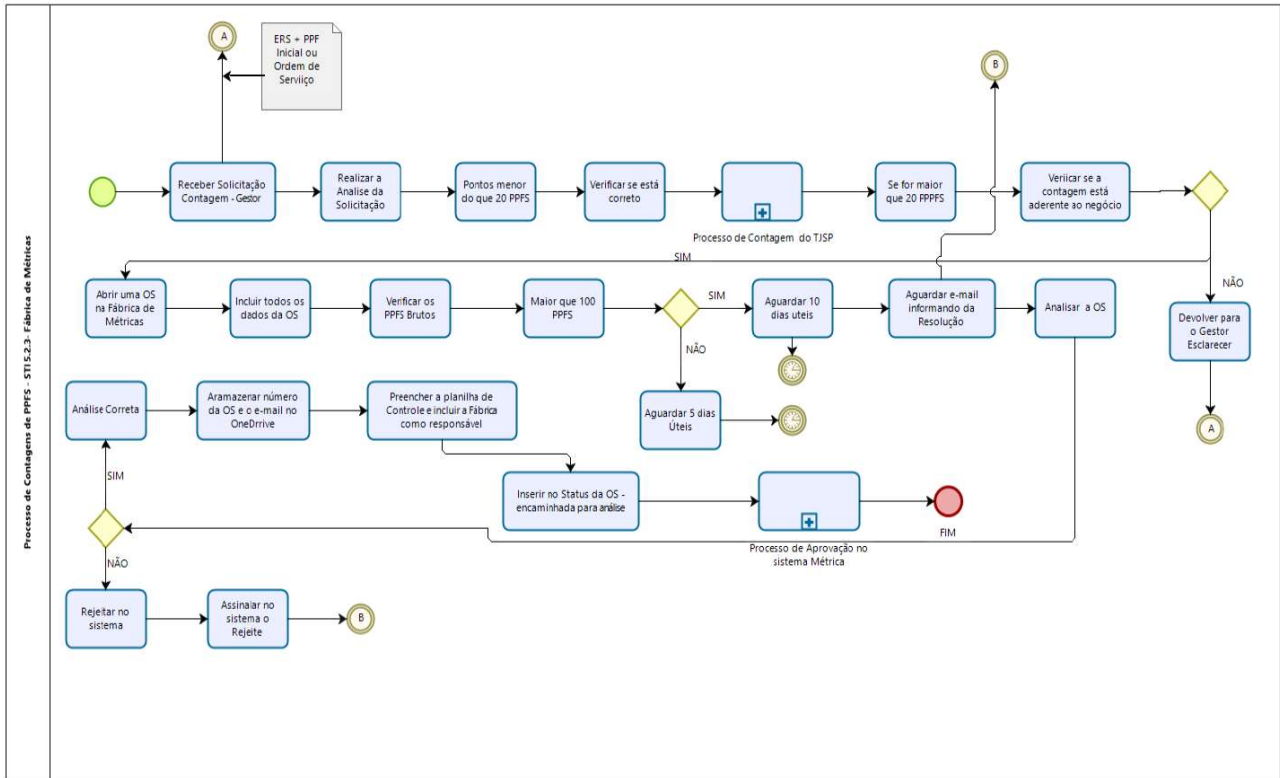 Processo de Contagens de PPFS - STI 5.2.3- Fábrica de Métricas
A
ERS + PPF
Inicial ou
Ordem de
Serviiço
B
Receber Solicitação
Contagem - Gestor
Realizar a
Analise da
Solicitação
Pontos menor
do que 20 PPFS
Verificar se está
correto
Processo de Contagem do TJSP
Se for maior
que 20 FPPFS
Veriicar se a
contagem está
aderente ao negócio
SIM
NÃO
Abrir uma OS
na Fábrica de
Métricas
Incluir todos os
dados da OS
Verificar os
PPFS Brutos
Maior que 100
PPFS
SIM
NÃO
Aguardar 10
dias uteis
Aguardar e-mail
informando da
Resolução
Analisar a OS
Devolver para
o Gestor
Esclarecer
A
Análise Correta
Aramazerar número
da OS e o e-mail no
OneDrrive
Preencher a planilha de
Controle e incluir a Fábrica
como responsável
Aguardar 5 dias
Úteis
SIM
Inserir no Status da OS -
encaminhada para análise
Processo de Aprovação no
sistema Métrica
FIM
NÃO
Rejeitar no
sistema
Assinalar no
sistema o
Rejeite
B